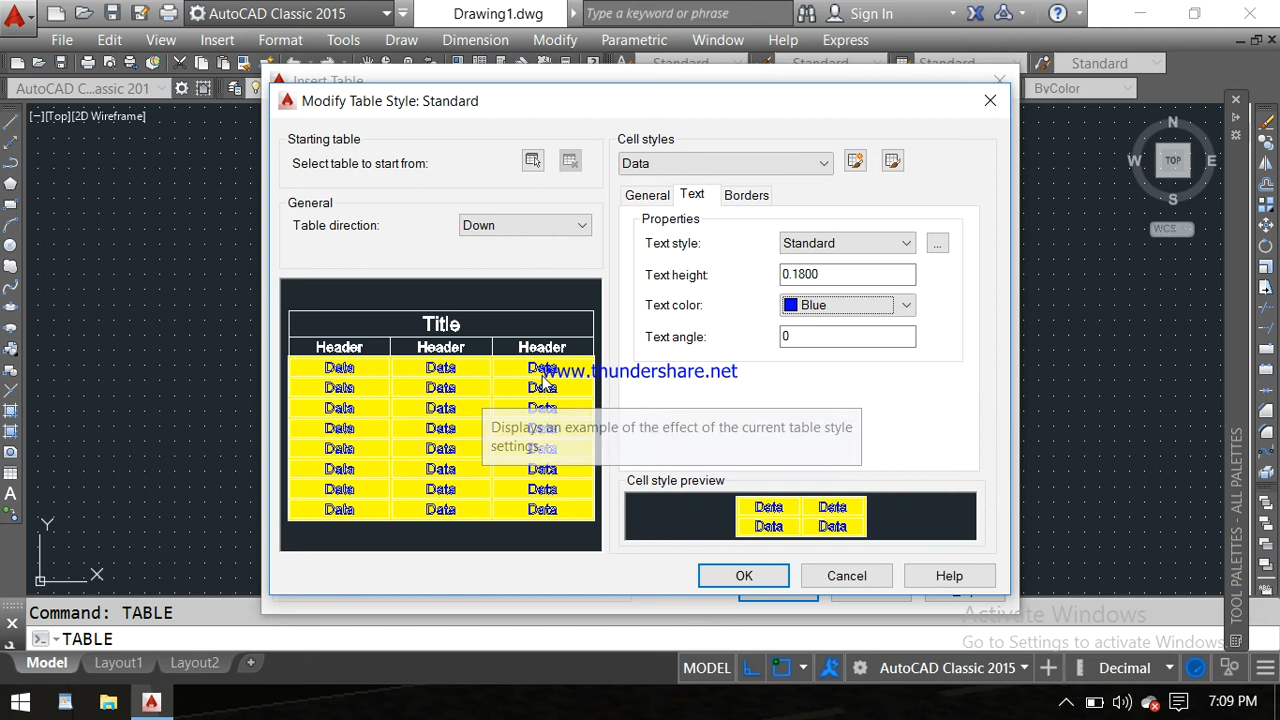 AutoCAD Classic 2015
Drawing1.dwg
Type a keyword or phrase
Sign In
File Edit View Insert Format Tools Draw Dimension Modify Parametric Window Help Express
Standard Standard Standard Standard
AutoCAD C...assic 201
ByColor
Insert Table
Modify Table Style: Standard
[−][Top][2D Wireframe]
Starting table
Select table to start from:
General
Table direction: Down
Title
Header Header Header
Data Data Data
Data Data Data
Data Data Data
Data Data Data
Data Data Data
Data Data Data
Data Data Data
Data Data Data
Cell styles
Data
General Text Borders
Properties
Text style: Standard ...
Text height: 0.1800
Text color: Blue
Text angle: 0
www.thundershare.net
Displays an example of the effect of the current table style
settings.
Cell style preview
Data Data
Data Data
OK Cancel Help
N
W TOP E
S
WCS
TOOL PALETTES - ALL PALETTES
Y
X
Command: TABLE
TABLE
Activate Windows
Go to Settings to activate Windows.
Model Layout1 Layout2
MODEL AutoCAD Classic 2015 Decimal
7:09 PM